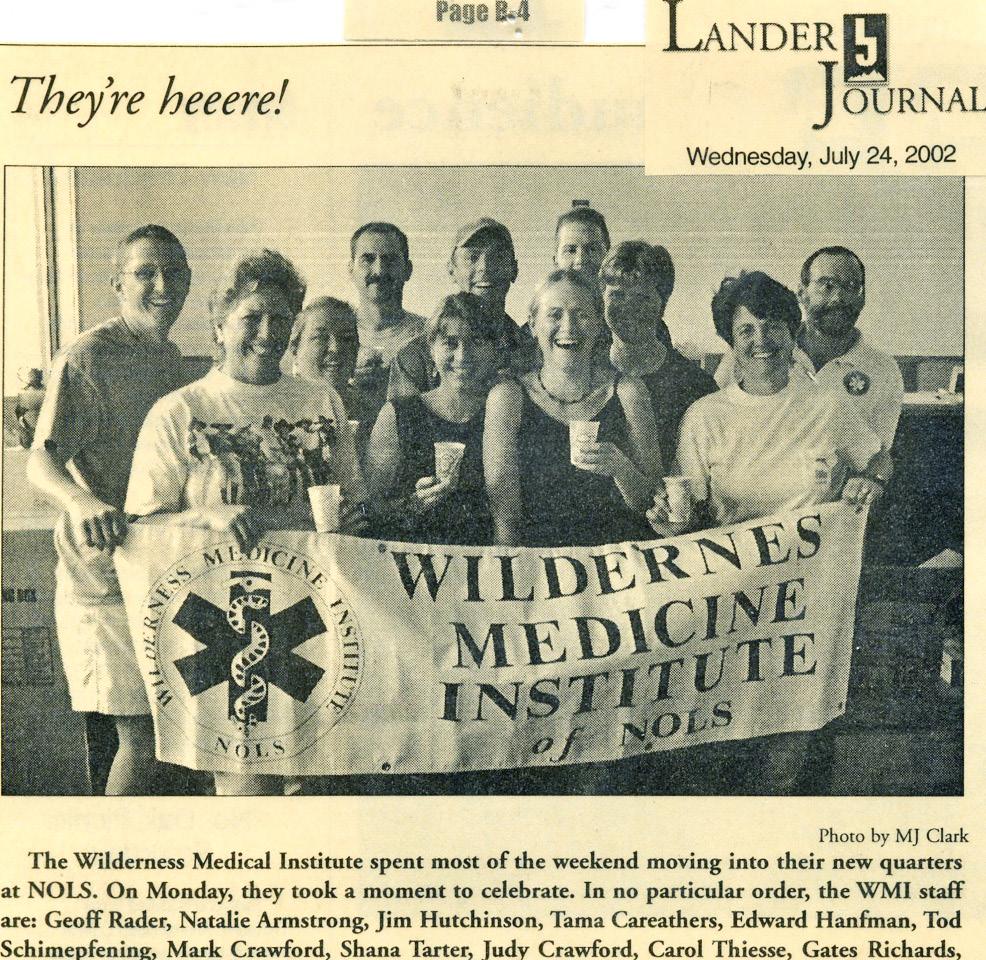 Page B-4
LANDER
JOURNAL
Wednesday, July 24, 2002
They're heeere!
WILDERNESS MEDICINE INSTITUTE
NOLS
WILDERNES
MEDICINE
INSTITUTE
of NOLS
Photo by MJ Clark
The Wilderness Medical Institute spent most of the weekend moving into their new quarters
at NOLS. On Monday, they took a moment to celebrate. In no particular order, the WMI staff
are: Geoff Rader, Natalie Armstrong, Jim Hutchinson, Tama Careathers, Edward Hanfman, Tod
Schimepfening, Mark Crawford, Shana Tarter, Judy Crawford, Carol Thiesse, Gates Richards,